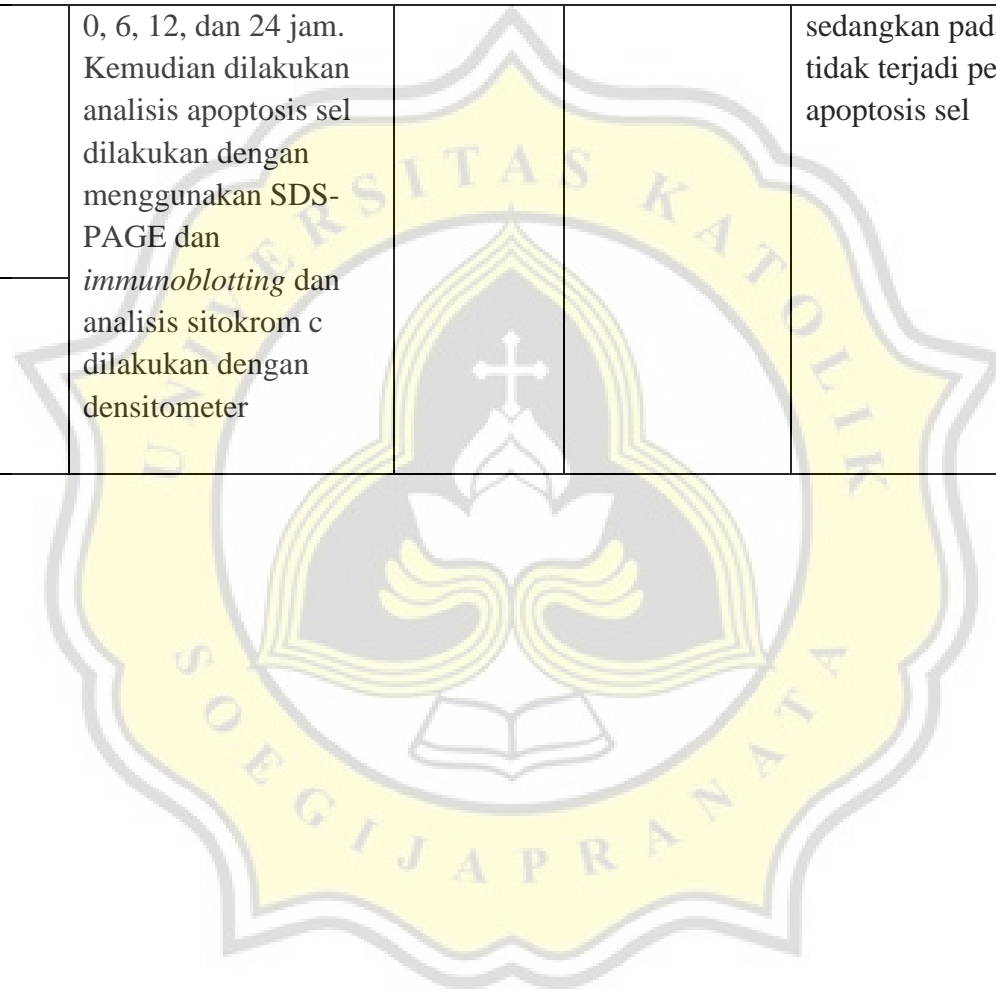 0, 6, 12, dan 24 jam.
Kemudian dilakukan
analisis apoptosis sel
dilakukan dengan
menggunakan SDS-
PAGE dan
immunoblotting dan
analisis sitokrom c
dilakukan dengan
densitometer
sedangkan pada
tidak terjadi pe
apoptosis sel
UNIVERSITAS KATOLIK
SOEGIJAPRANATA